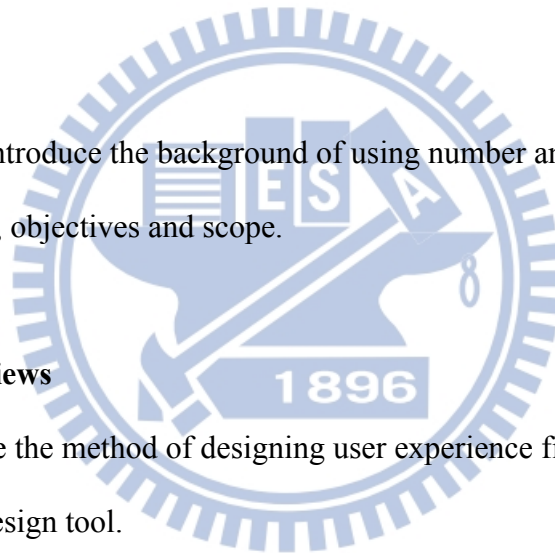 ntroduce the background of using number ar
, objectives and scope.
E S A
iews
1896
e the method of designing user experience fi
esign tool.